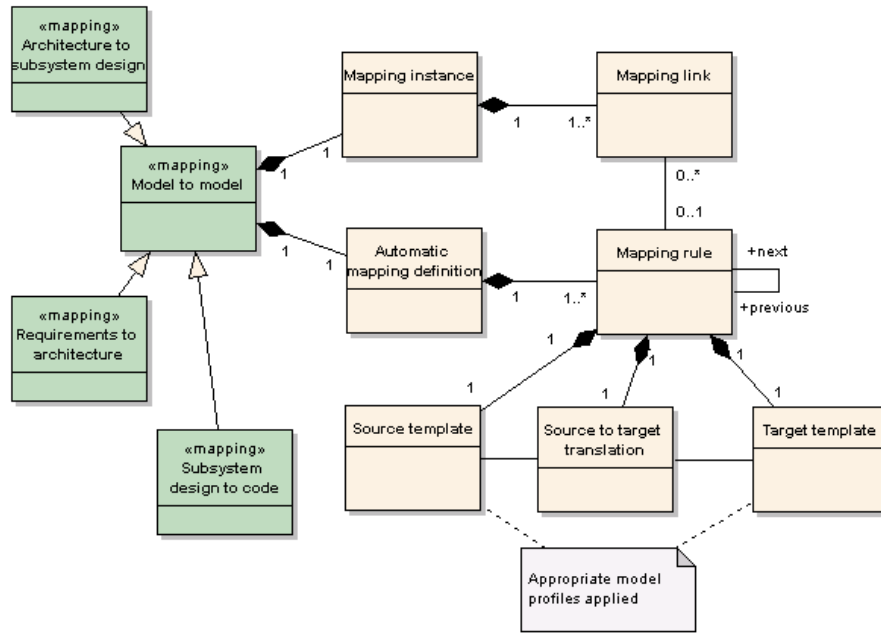 «mapping»
Architecture to
subsystem design
Mapping instance
Mapping link
1
1..*
«mapping»
Model to model
1
1
0..*
0..1
1
1
Automatic
mapping definition
1
1..*
Mapping rule
+next
+previous
«mapping»
Requirements to
architecture
1
1
1
1
1
1
Source template
Source to target
translation
Target template
«mapping»
Subsystem
design to code
Appropriate model
profiles applied